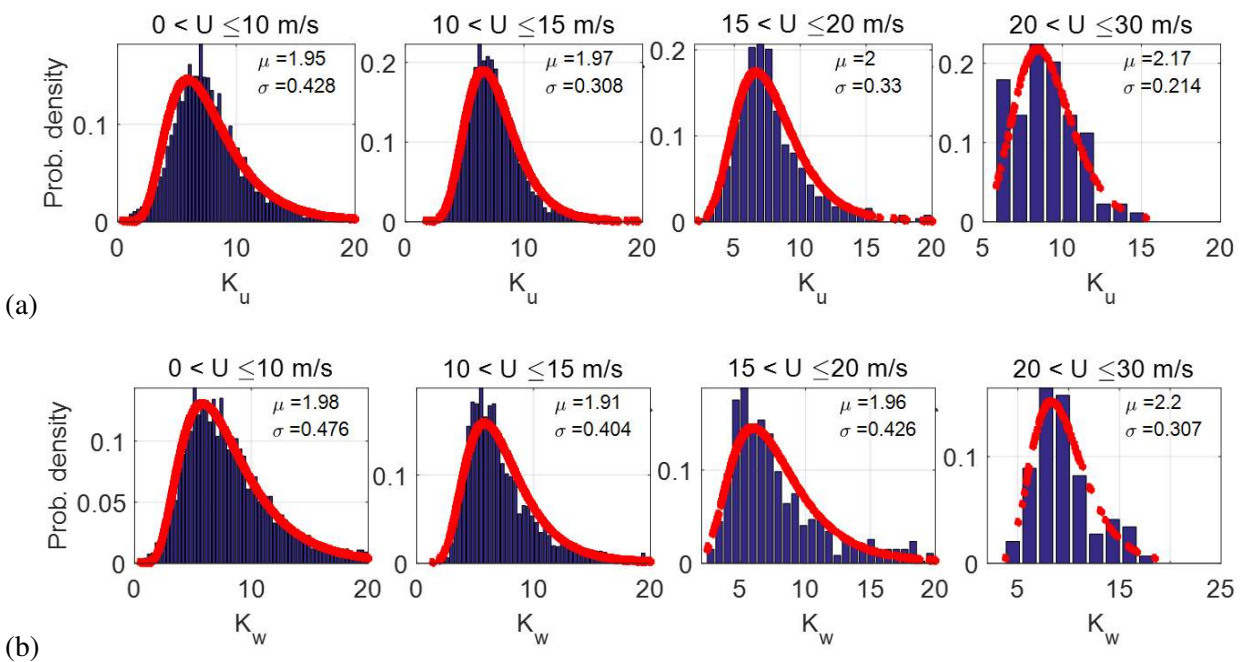 0 < U ≤10 m/s
10 < U ≤15 m/s
15 < U ≤20 m/s
20 < U ≤30 m/s
μ =1.95
σ =0.428
μ =1.97
σ =0.308
μ =2
σ =0.33
μ =2.17
σ =0.214
Prob. density
0.1
0
0.2
0.1
0
0.2
0.1
0
0.2
0.1
0
0 10 20
0 10 20
5 10 15 20
5 10 15 20
K_u
K_u
K_u
K_u
(a)
0 < U ≤10 m/s
10 < U ≤15 m/s
15 < U ≤20 m/s
20 < U ≤30 m/s
μ =1.98
σ =0.476
μ =1.91
σ =0.404
μ =1.96
σ =0.426
μ =2.2
σ =0.307
Prob. density
0.1
0.05
0
0.1
0
0.1
0
0.1
0
0 10 20
0 10 20
5 10 15 20
5 10 15 20 25
K_w
K_w
K_w
K_w
(b)